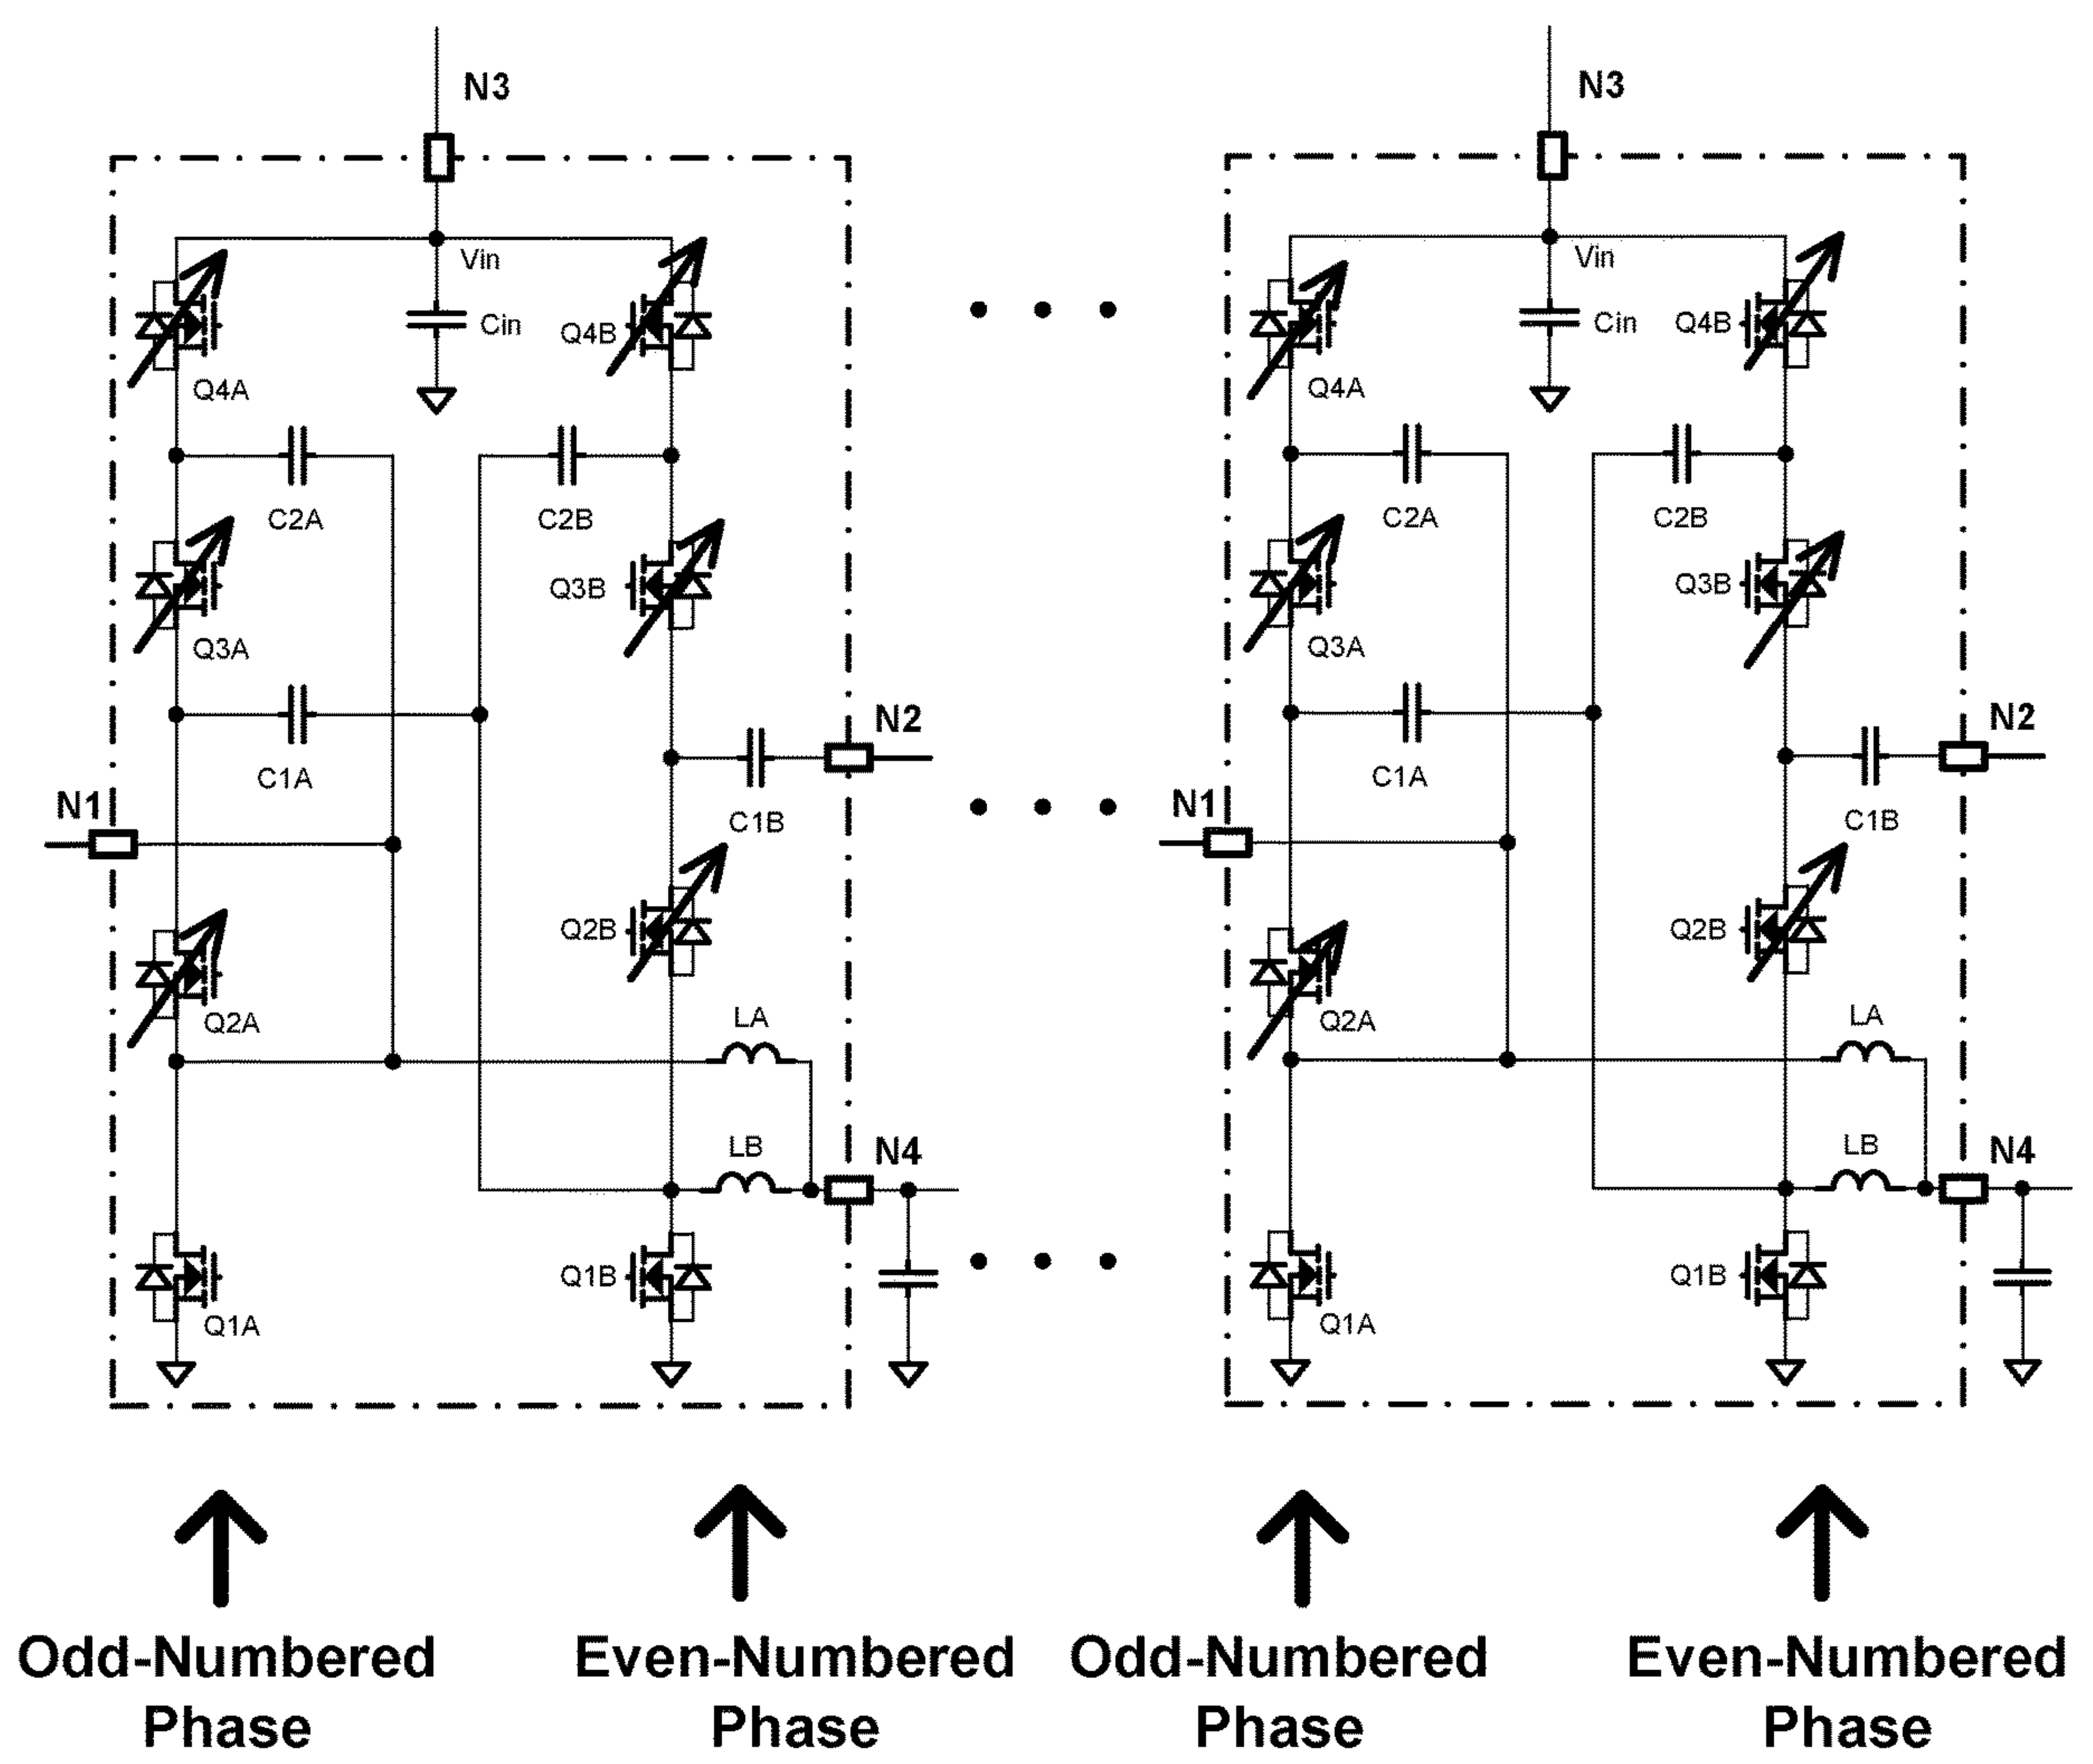 N3
Vin
Cin
Q4A
Q4B
C2A
C2B
Q3A
Q3B
C1A
N2
C1B
N1
Q2A
Q2B
LA
LB
N4
Q1A
Q1B
N3
Vin
Cin
Q4A
Q4B
C2A
C2B
Q3A
Q3B
C1A
N2
C1B
N1
Q2A
Q2B
LA
LB
N4
Q1A
Q1B
Odd-Numbered
Phase
Even-Numbered
Phase
Odd-Numbered
Phase
Even-Numbered
Phase